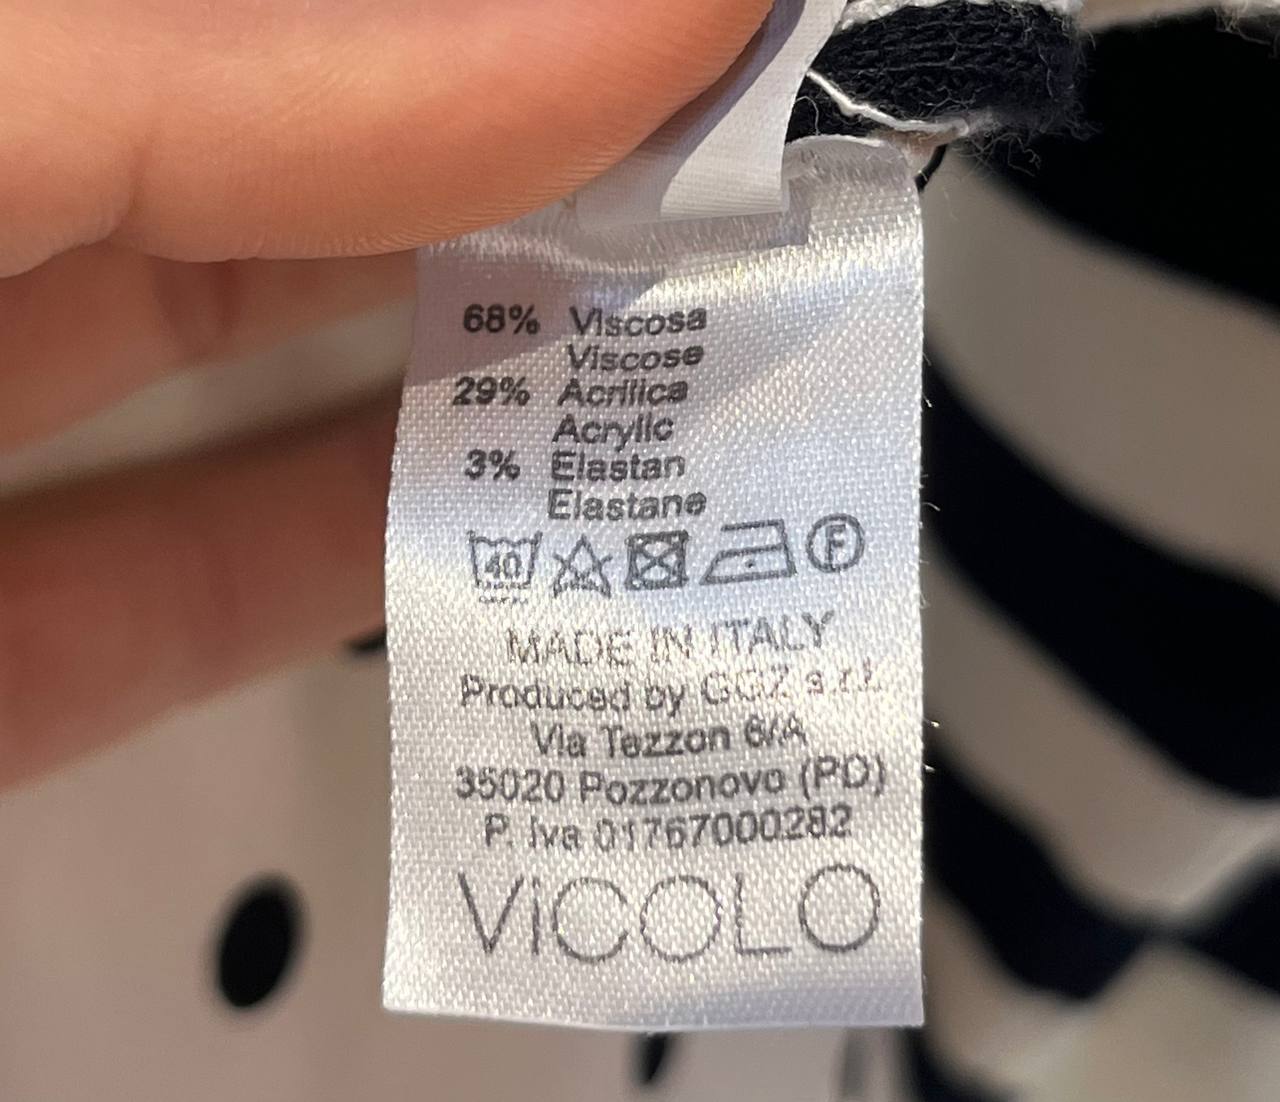 68% Viscosa
Viscose
29% Acrilica
Acrylic
3% Elastan
Elastane
40 F
MADE IN ITALY
Produced by GGZ s.r.l.
Via Tezzon 6/A
35020 Pozzonovo (PD)
P. Iva 01767000282
ViCOLO